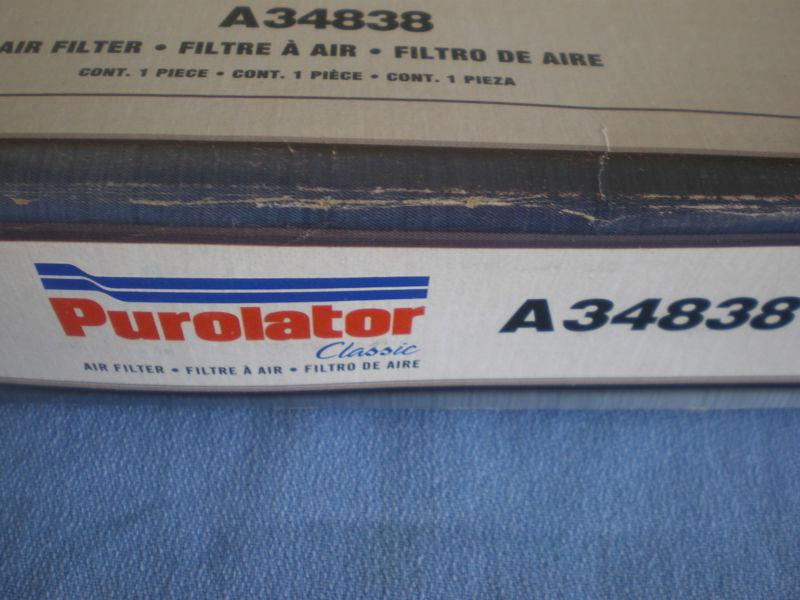 A34838
AIR FILTER • FILTRE À AIR • FILTRO DE AIRE
CONT. 1 PIECE • CONT. 1 PIÈCE • CONT. 1 PIEZA
Purolator
Classic
AIR FILTER • FILTRE À AIR • FILTRO DE AIRE
A34838